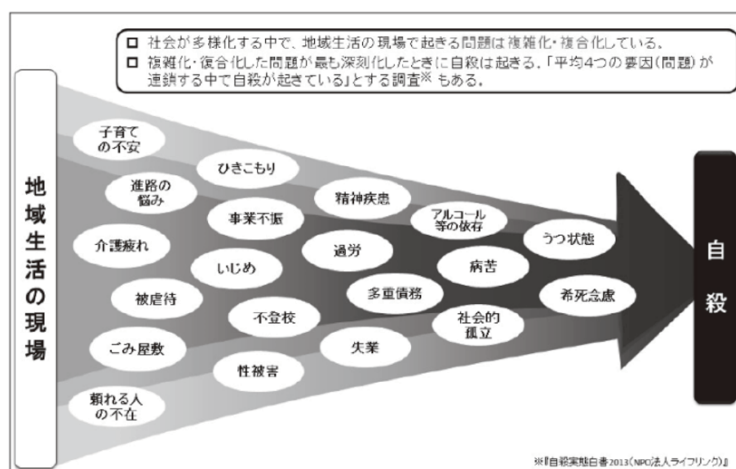 □ 社会が多様化する中で、地域生活の現場で起きる問題は複雑化・複合化している。
□ 複雑化・復合化した問題が最も深刻化したときに自殺は起きる。「平均4つの要因(問題)が
連鎖する中で自殺が起きている」とする調査※ もある。
地域生活の現場
子育て
の不安
進路の
悩み
介護疲れ
被虐待
ごみ屋敷
頼れる人
の不在
ひきこもり
事業不振
いじめ
不登校
性被害
精神疾患
過労
多重債務
失業
アルコール
等の依存
病苦
社会的
孤立
うつ状態
希死念慮
自殺
※『自殺実態白書2013(NPO法人ライフリンク)』